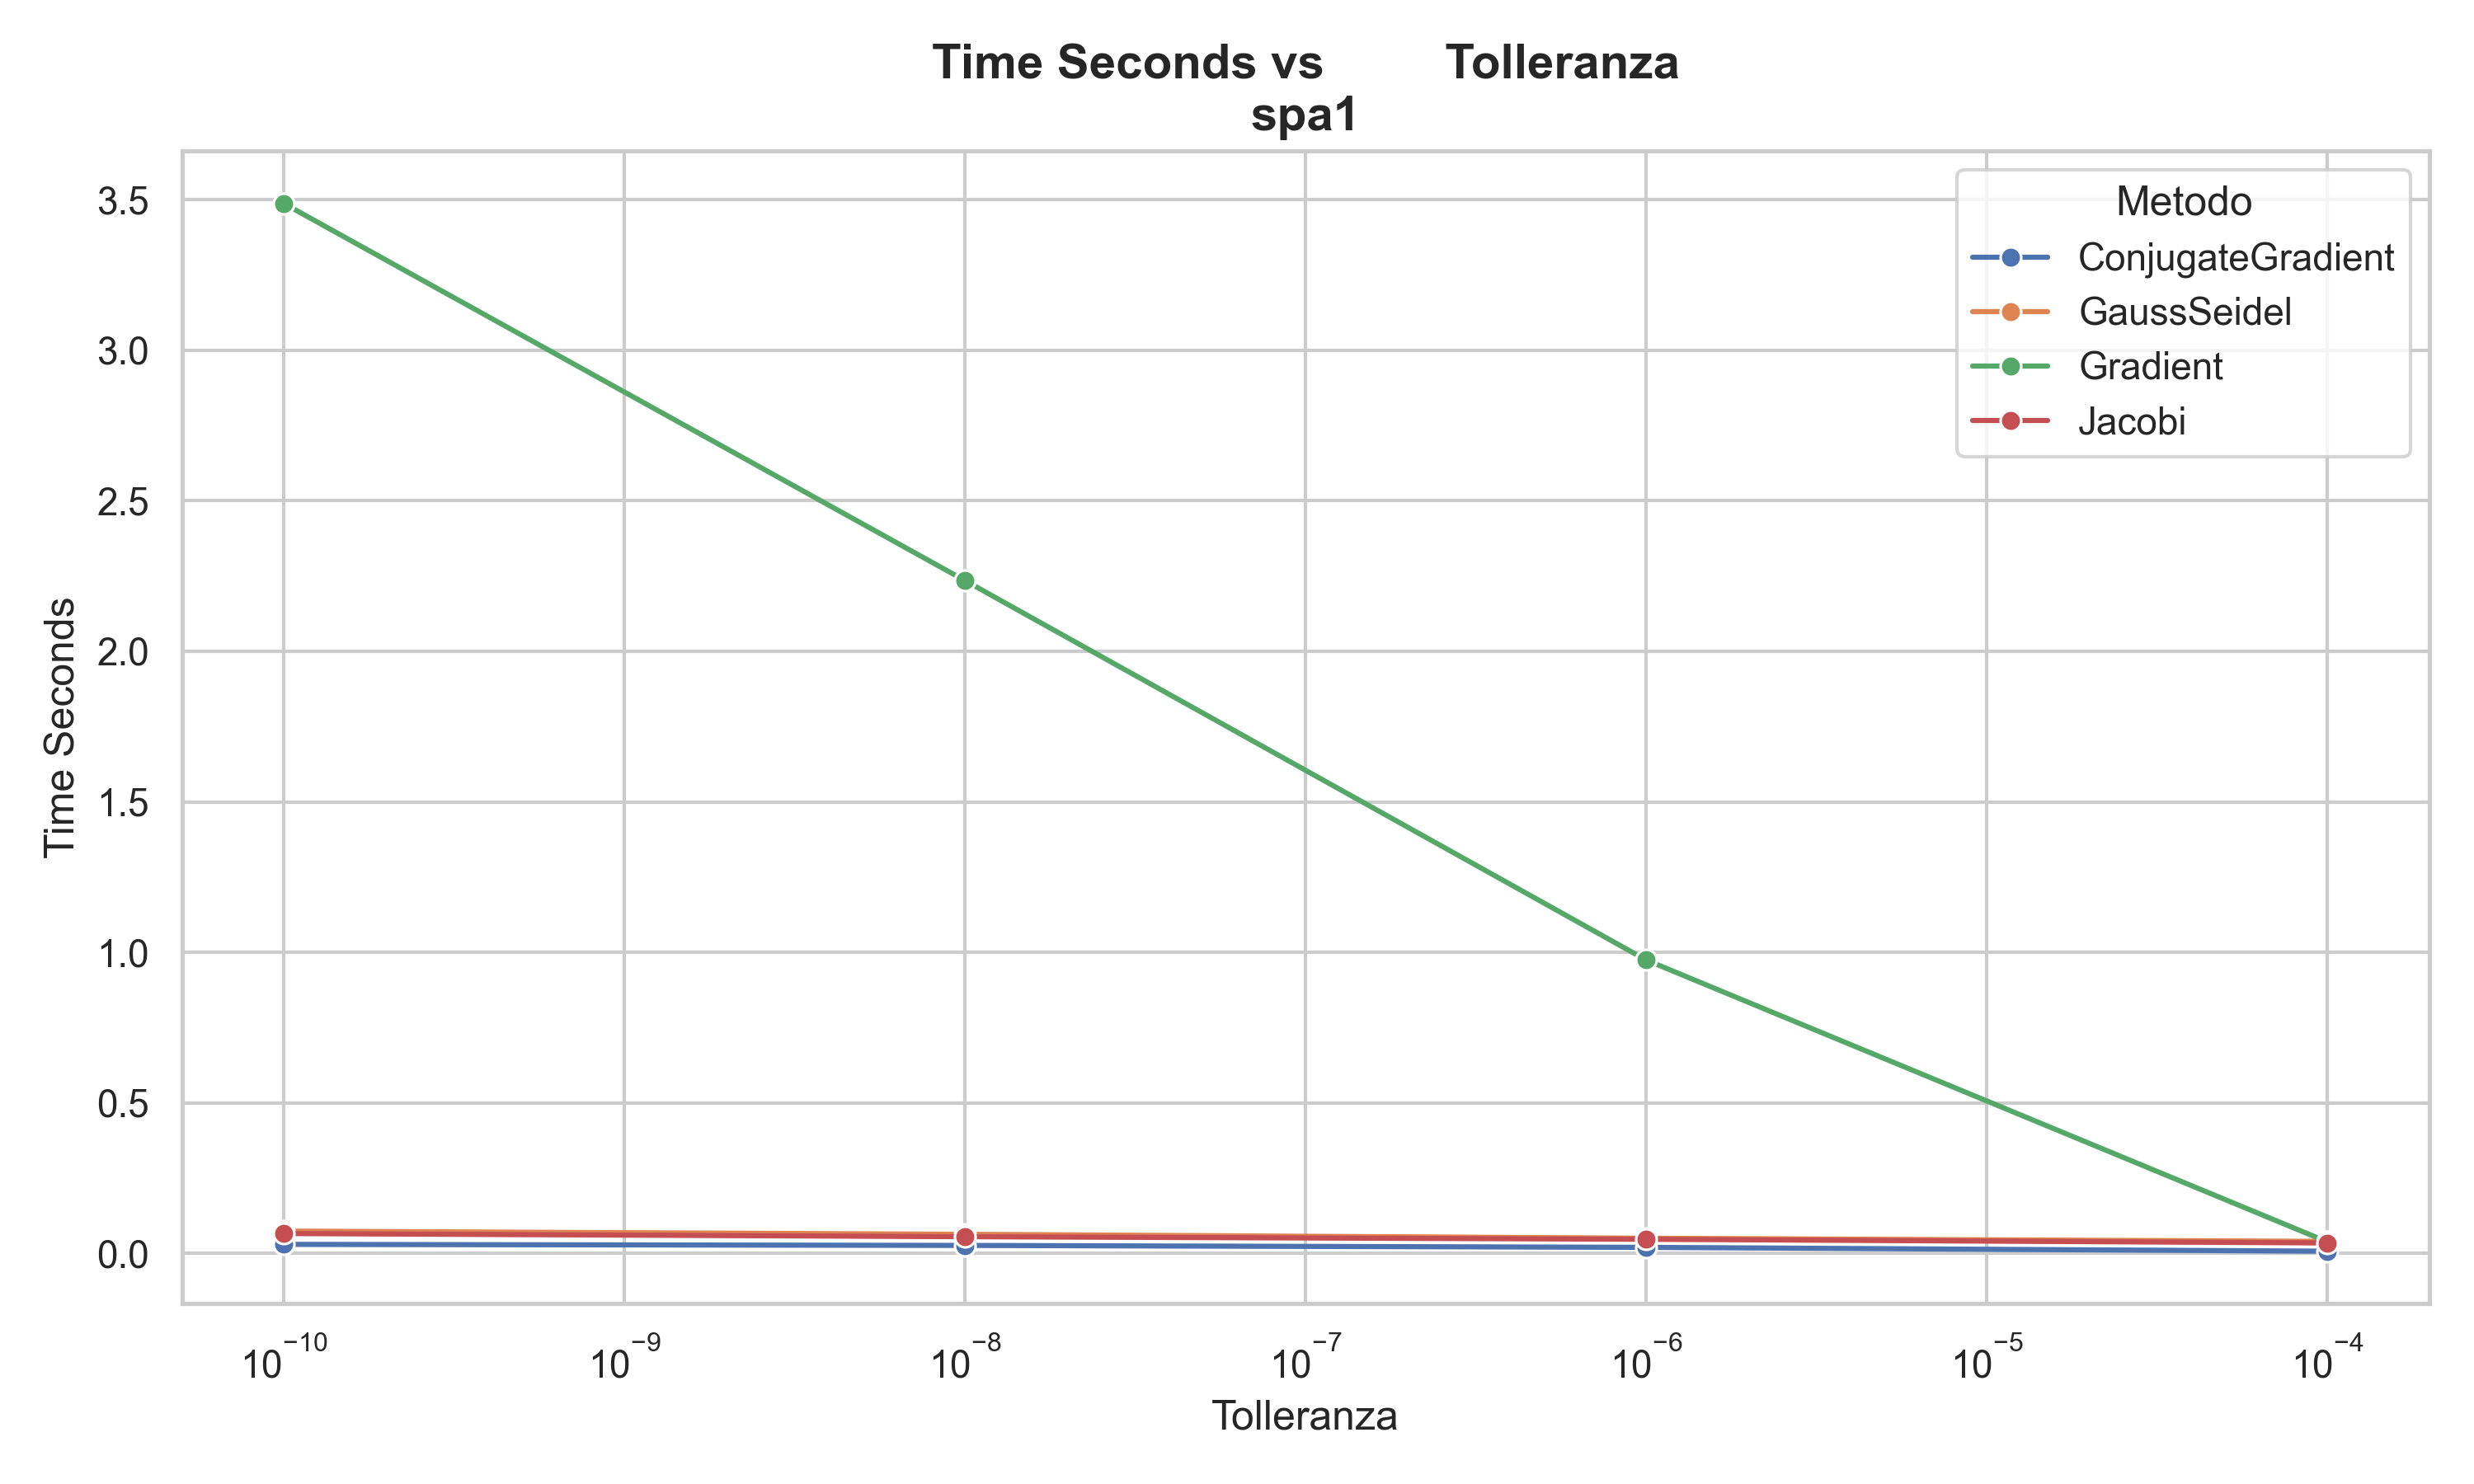 Time Seconds vs Tolleranza
spa1
Metodo
ConjugateGradient
GaussSeidel
Gradient
Jacobi
Time Seconds
3.5
3.0
2.5
2.0
1.5
1.0
0.5
0.0
10⁻¹⁰ 10⁻⁹ 10⁻⁸ 10⁻⁷ 10⁻⁶ 10⁻⁵ 10⁻⁴
Tolleranza